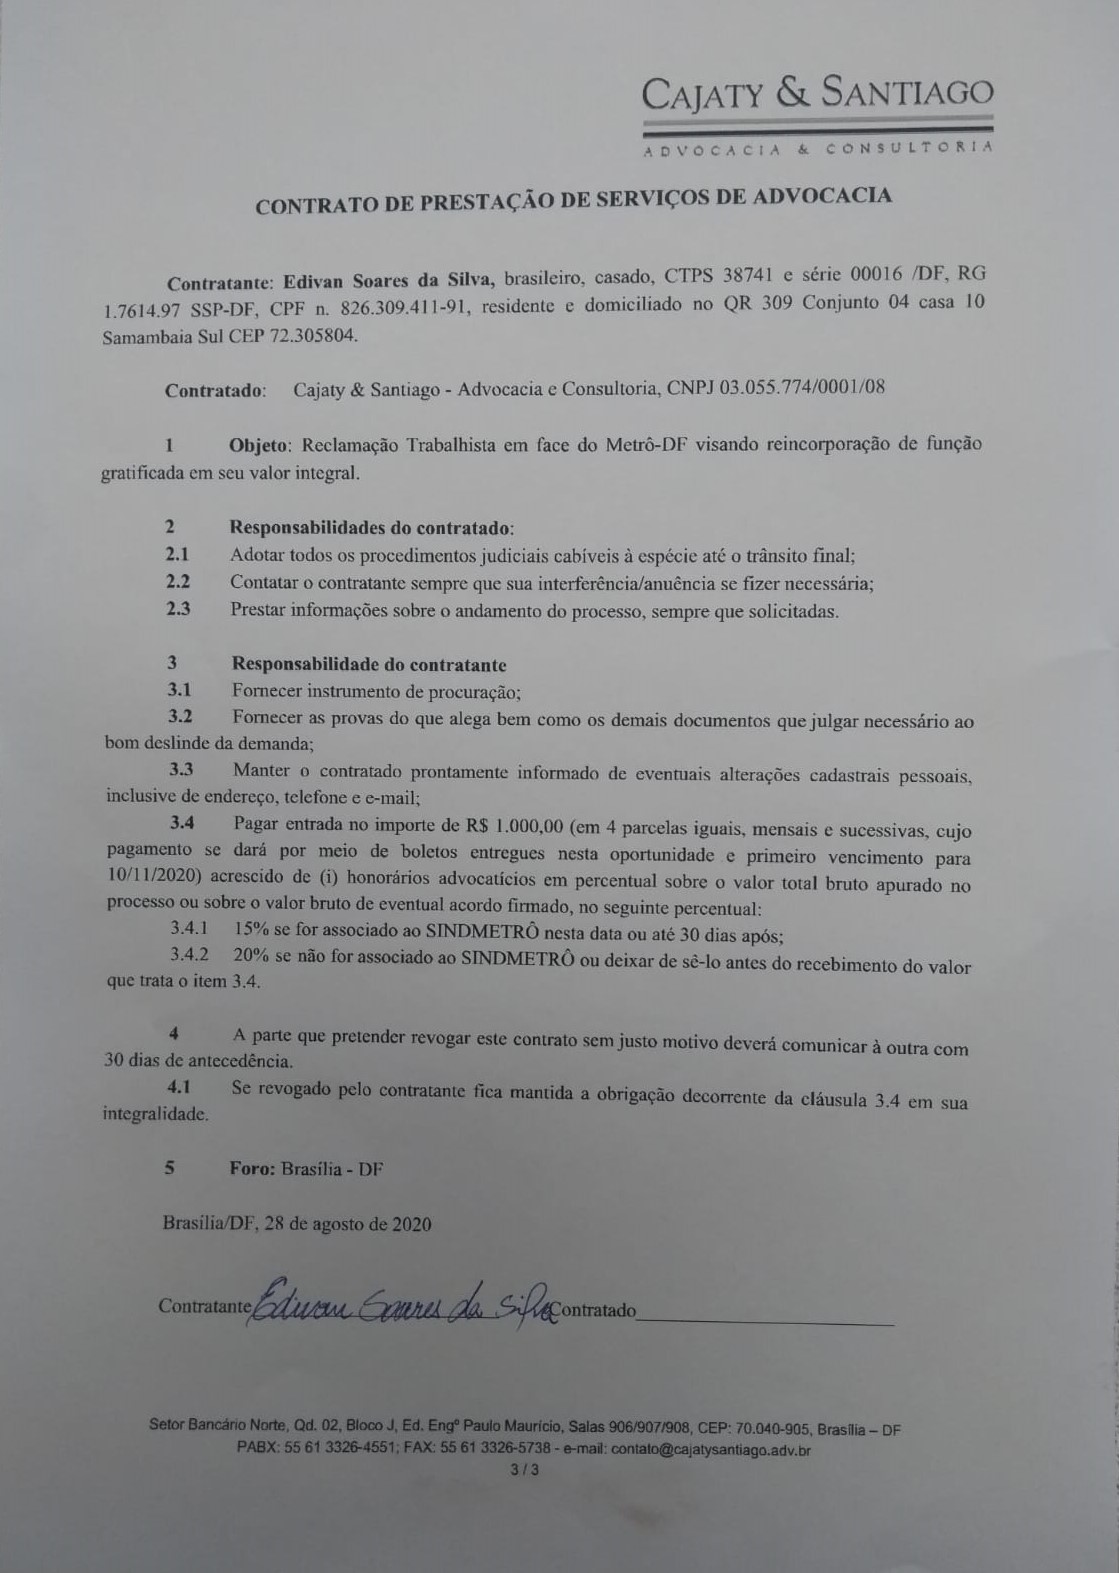 CAJATY & SANTIAGO
ADVOCACIA & CONSULTORIA
CONTRATO DE PRESTAÇÃO DE SERVIÇOS DE ADVOCACIA
Contratante: Edivan Soares da Silva, brasileiro, casado, CTPS 38741 e série 00016 /DF, RG
1.7614.97 SSP-DF, CPF n. 826.309.411-91, residente e domiciliado no QR 309 Conjunto 04 casa 10
Samambaia Sul CEP 72.305804.
Contratado: Cajaty & Santiago - Advocacia e Consultoria, CNPJ 03.055.774/0001/08
1 Objeto: Reclamação Trabalhista em face do Metrô-DF visando reincorporação de função
gratificada em seu valor integral.
2 Responsabilidades do contratado:
2.1 Adotar todos os procedimentos judiciais cabíveis à espécie até o trânsito final;
2.2 Contatar o contratante sempre que sua interferência/anuência se fizer necessária;
2.3 Prestar informações sobre o andamento do processo, sempre que solicitadas.
3 Responsabilidade do contratante
3.1 Fornecer instrumento de procuração;
3.2 Fornecer as provas do que alega bem como os demais documentos que julgar necessário ao
bom deslinde da demanda;
3.3 Manter o contratado prontamente informado de eventuais alterações cadastrais pessoais,
inclusive de endereço, telefone e e-mail;
3.4 Pagar entrada no importe de R$ 1.000,00 (em 4 parcelas iguais, mensais e sucessivas, cujo
pagamento se dará por meio de boletos entregues nesta oportunidade e primeiro vencimento para
10/11/2020) acrescido de (i) honorários advocatícios em percentual sobre o valor total bruto apurado no
processo ou sobre o valor bruto de eventual acordo firmado, no seguinte percentual:
3.4.1 15% se for associado ao SINDMETRÔ nesta data ou até 30 dias após;
3.4.2 20% se não for associado ao SINDMETRÔ ou deixar de sê-lo antes do recebimento do valor
que trata o item 3.4.
4 A parte que pretender revogar este contrato sem justo motivo deverá comunicar à outra com
30 dias de antecedência.
4.1 Se revogado pelo contratante fica mantida a obrigação decorrente da cláusula 3.4 em sua
integralidade.
5 Foro: Brasília - DF
Brasília/DF, 28 de agosto de 2020
Contratante Edivan Soares da Silva Contratado
Setor Bancário Norte, Qd. 02, Bloco J, Ed. Engº Paulo Maurício, Salas 906/907/908, CEP: 70.040-905, Brasília – DF
PABX: 55 61 3326-4551; FAX: 55 61 3326-5738 - e-mail: contato@cajatysantiago.adv.br
3 / 3